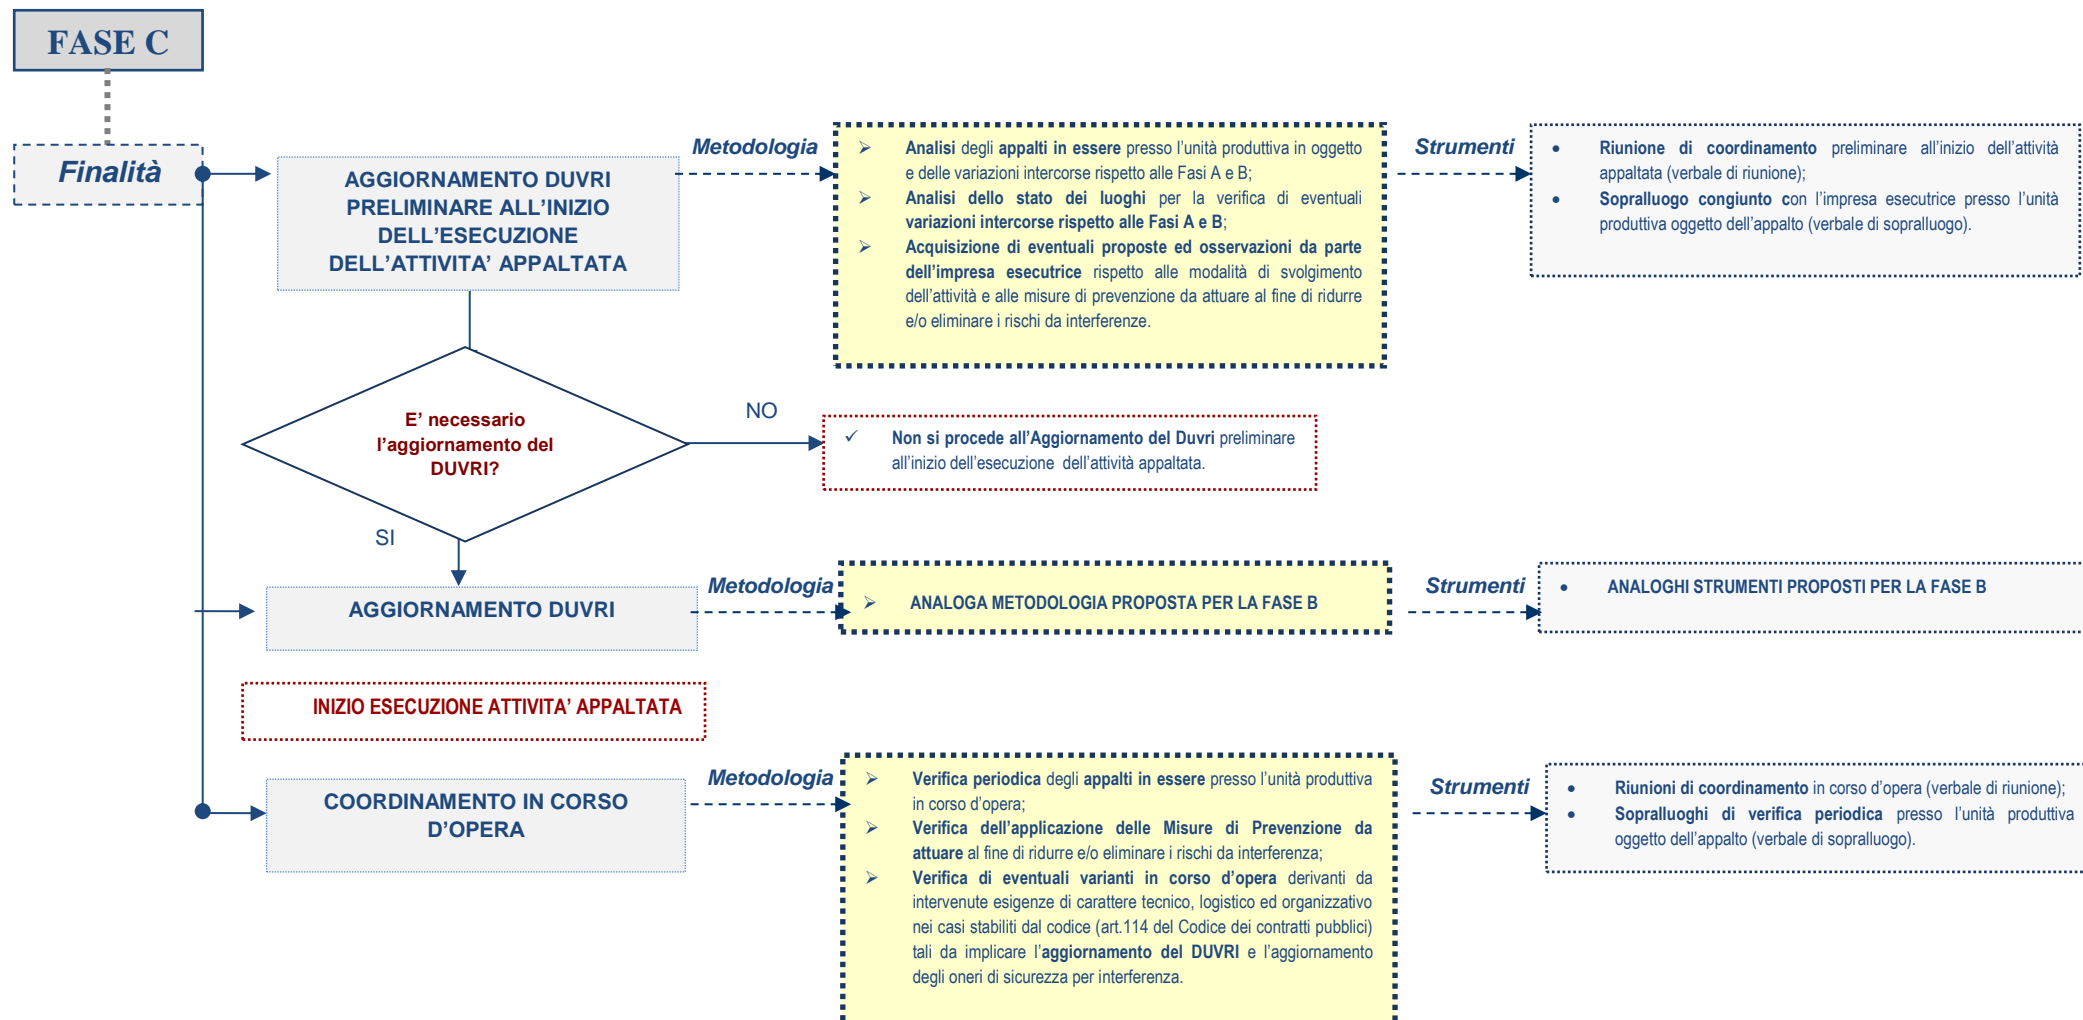 FASE C
Finalità
AGGIORNAMENTO DUVRI
PRELIMINARE ALL’INIZIO
DELL’ESECUZIONE
DELL’ATTIVITA’ APPALTATA
Metodologia
➢ Analisi degli appalti in essere presso l’unità produttiva in oggetto
e delle variazioni intercorse rispetto alle Fasi A e B;
➢ Analisi dello stato dei luoghi per la verifica di eventuali
variazioni intercorse rispetto alle Fasi A e B;
➢ Acquisizione di eventuali proposte ed osservazioni da parte
dell’impresa esecutrice rispetto alle modalità di svolgimento
dell’attività e alle misure di prevenzione da attuare al fine di ridurre
e/o eliminare i rischi da interferenze.
Strumenti
• Riunione di coordinamento preliminare all’inizio dell’attività
appaltata (verbale di riunione);
• Sopralluogo congiunto con l’impresa esecutrice presso l’unità
produttiva oggetto dell’appalto (verbale di sopralluogo).
E’ necessario
l’aggiornamento del
DUVRI?
NO
✓ Non si procede all’Aggiornamento del Duvri preliminare
all’inizio dell’esecuzione dell’attività appaltata.
SI
AGGIORNAMENTO DUVRI
Metodologia
➢ ANALOGA METODOLOGIA PROPOSTA PER LA FASE B
Strumenti
• ANALOGHI STRUMENTI PROPOSTI PER LA FASE B
INIZIO ESECUZIONE ATTIVITA’ APPALTATA
COORDINAMENTO IN CORSO
D’OPERA
Metodologia
➢ Verifica periodica degli appalti in essere presso l’unità produttiva
in corso d’opera;
➢ Verifica dell’applicazione delle Misure di Prevenzione da
attuare al fine di ridurre e/o eliminare i rischi da interferenza;
➢ Verifica di eventuali varianti in corso d’opera derivanti da
intervenute esigenze di carattere tecnico, logistico ed organizzativo
nei casi stabiliti dal codice (art.114 del Codice dei contratti pubblici)
tali da implicare l’aggiornamento del DUVRI e l’aggiornamento
degli oneri di sicurezza per interferenza.
Strumenti
• Riunioni di coordinamento in corso d’opera (verbale di riunione);
• Sopralluoghi di verifica periodica presso l’unità produttiva
oggetto dell’appalto (verbale di sopralluogo).